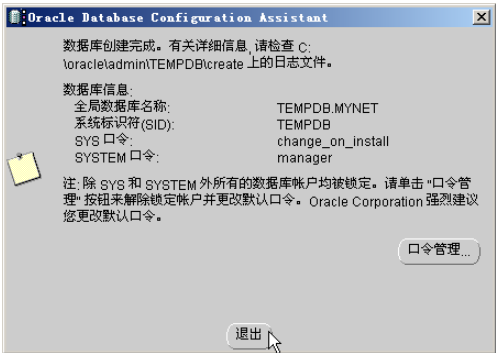 Oracle Database Configuration Assistant
数据库创建完成。有关详细信息,请检查 C:
\oracle\admin\TEMPDB\create 上的日志文件。
数据库信息:
全局数据库名称: TEMPDB.MYNET
系统标识符(SID): TEMPDB
SYS 口令: change_on_install
SYSTEM 口令: manager
注: 除 SYS 和 SYSTEM 外所有的数据库帐户均被锁定。请单击 "口令管
理" 按钮来解除锁定帐户并更改默认口令。Oracle Corporation 强烈建议
您更改默认口令。
口令管理...
退出